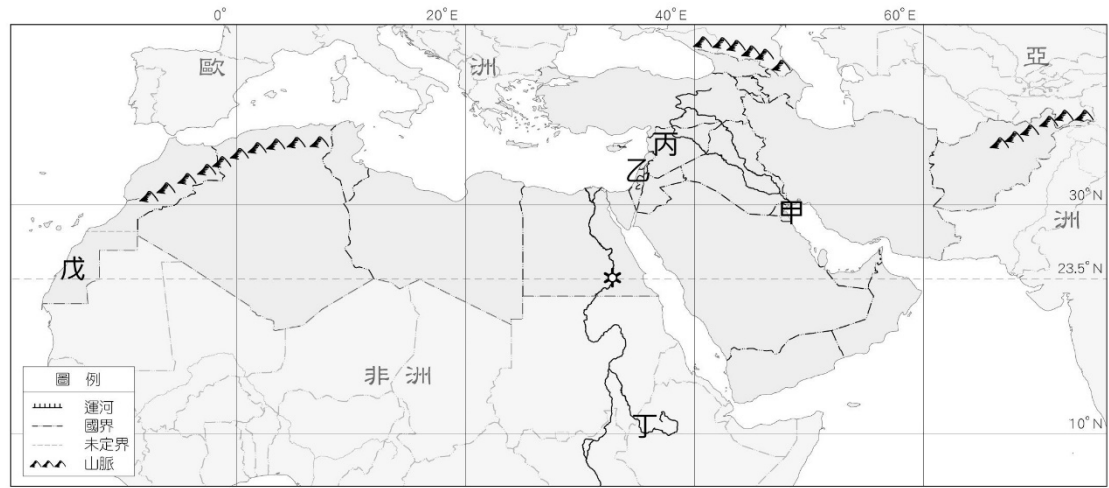 0° 20°E 40°E 60°E
歐 洲 亞
丙
乙
30°N
甲 洲
戊
23.5°N
非 洲
圖 例
運河
國界
未定界
山脈
丁
10°N